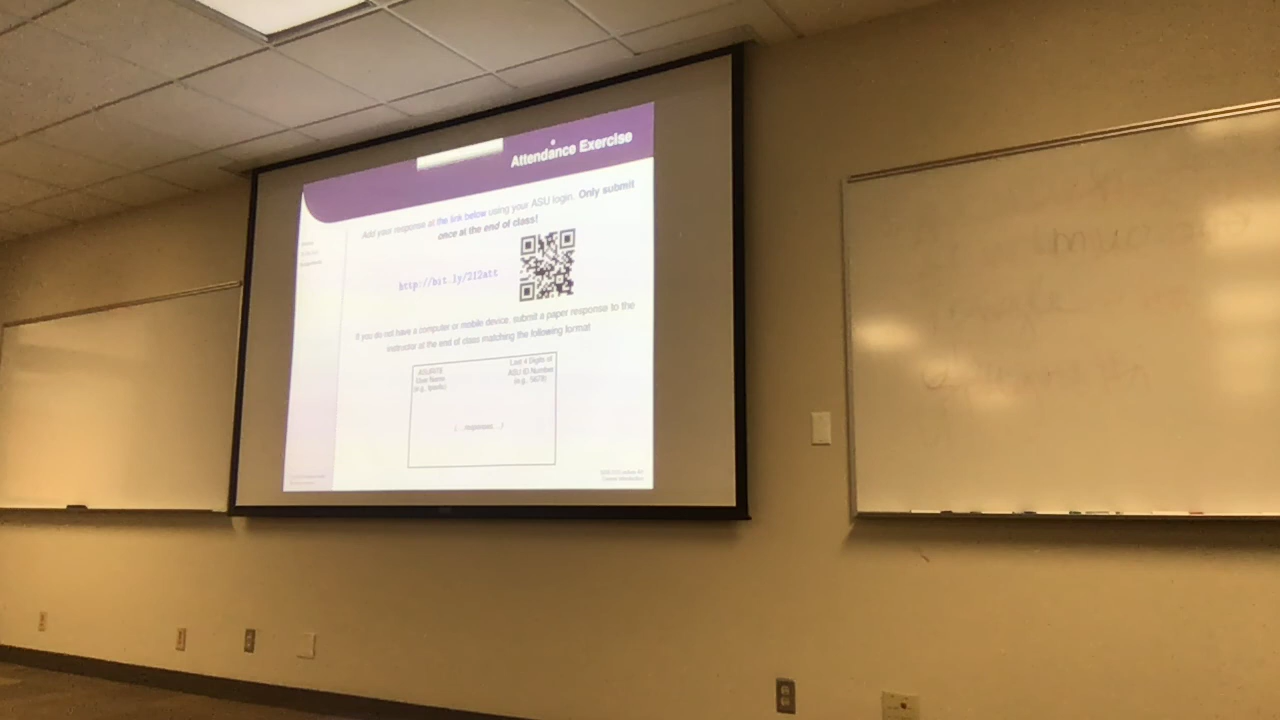 Attendance Exercise
Add your response at the link below using your ASU login. Only submit
once at the end of class!
http://bit.ly/212att
If you do not have a computer or mobile device, submit a paper response to the
instructor at the end of class matching the following format
ASURITE
User Name
Last 4 Digits of
ASU ID Number
(e.g., 5678)
(...responses...)